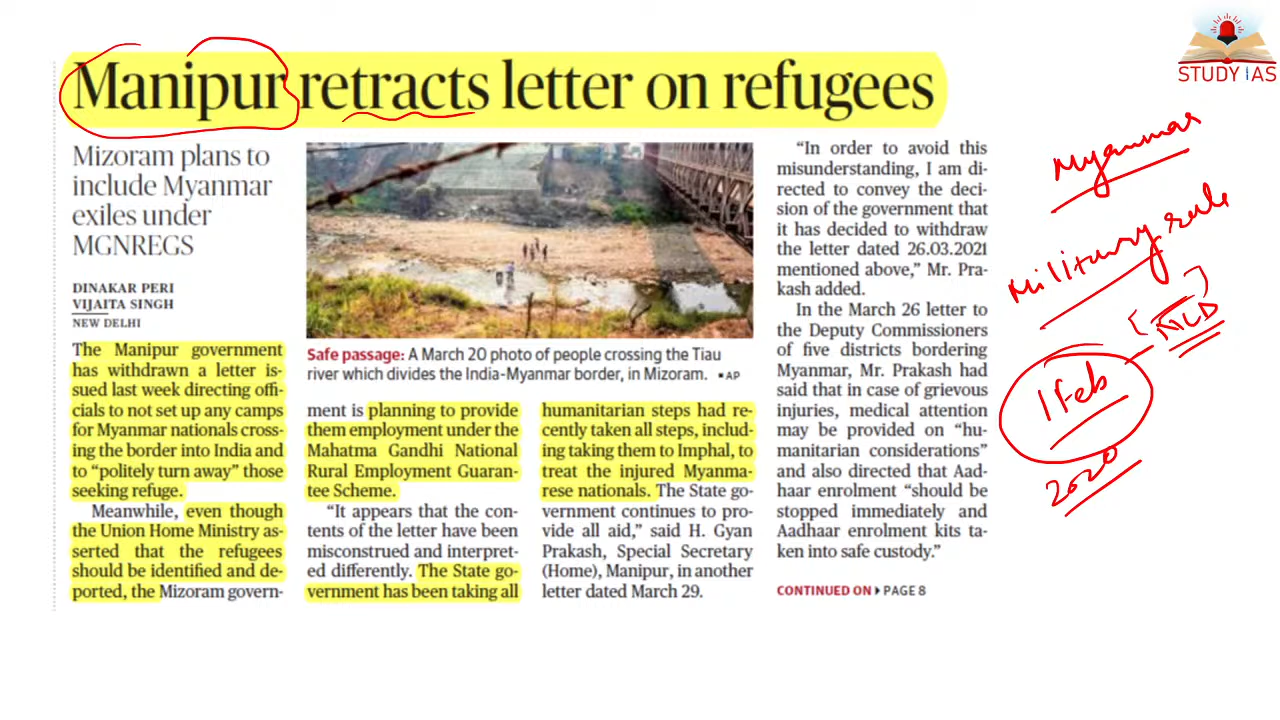 STUDY IAS
Manipur retracts letter on refugees
Mizoram plans to
include Myanmar
exiles under
MGNREGS
DINAKAR PERI
VIJAITA SINGH
NEW DELHI
The Manipur government
has withdrawn a letter is-
sued last week directing offi-
cials to not set up any camps
for Myanmar nationals cross-
ing the border into India and
to “politely turn away” those
seeking refuge.
Meanwhile, even though
the Union Home Ministry as-
serted that the refugees
should be identified and de-
ported, the Mizoram govern-
Safe passage: A March 20 photo of people crossing the Tiau
river which divides the India-Myanmar border, in Mizoram. ▪ AP
ment is planning to provide
them employment under the
Mahatma Gandhi National
Rural Employment Guaran-
tee Scheme.
“It appears that the con-
tents of the letter have been
misconstrued and interpret-
ed differently. The State go-
vernment has been taking all
humanitarian steps had re-
cently taken all steps, includ-
ing taking them to Imphal, to
treat the injured Myanma-
rese nationals. The State go-
vernment continues to pro-
vide all aid,” said H. Gyan
Prakash, Special Secretary
(Home), Manipur, in another
letter dated March 29.
“In order to avoid this
misunderstanding, I am di-
rected to convey the deci-
sion of the government that
it has decided to withdraw
the letter dated 26.03.2021
mentioned above,” Mr. Pra-
kash added.
In the March 26 letter to
the Deputy Commissioners
of five districts bordering
Myanmar, Mr. Prakash had
said that in case of grievous
injuries, medical attention
may be provided on “hu-
manitarian considerations”
and also directed that Aad-
haar enrolment “should be
stopped immediately and
Aadhaar enrolment kits ta-
ken into safe custody.”
CONTINUED ON ▸ PAGE 8
Myanmar
Military rule
[NLD]
1 Feb
2020